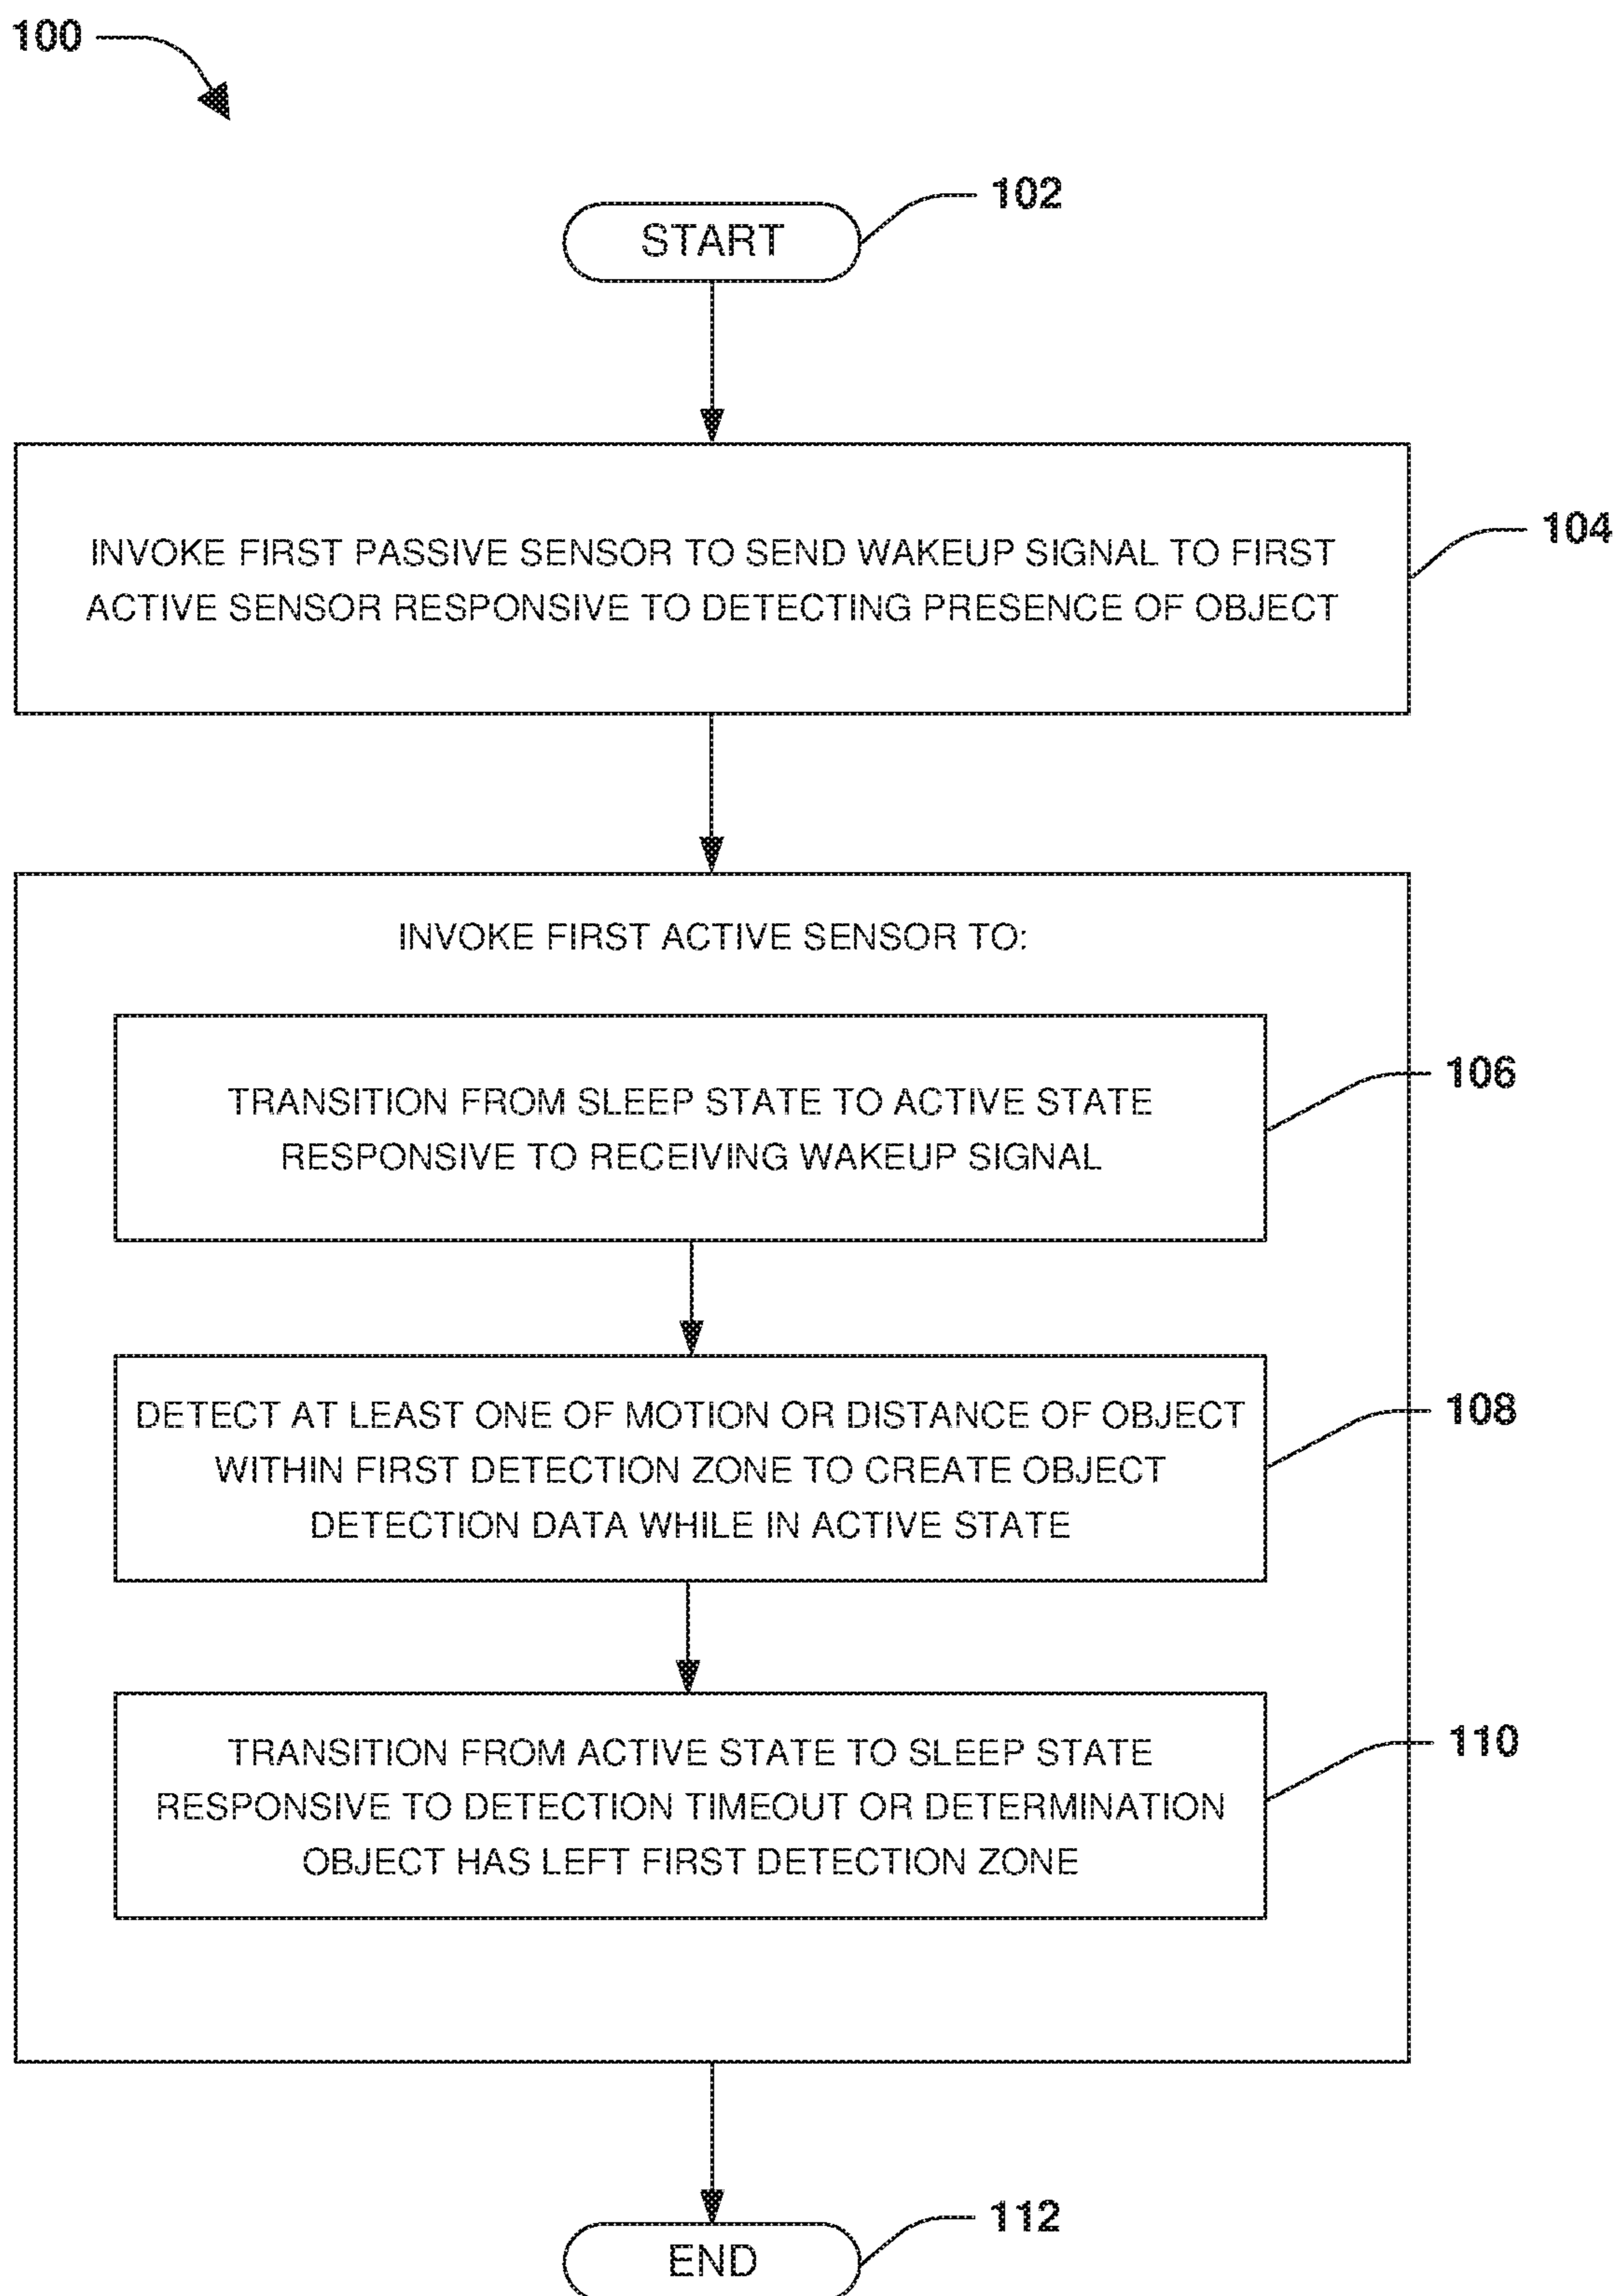 100
102
START
104
INVOKE FIRST PASSIVE SENSOR TO SEND WAKEUP SIGNAL TO FIRST
ACTIVE SENSOR RESPONSIVE TO DETECTING PRESENCE OF OBJECT
INVOKE FIRST ACTIVE SENSOR TO:
106
TRANSITION FROM SLEEP STATE TO ACTIVE STATE
RESPONSIVE TO RECEIVING WAKEUP SIGNAL
108
DETECT AT LEAST ONE OF MOTION OR DISTANCE OF OBJECT
WITHIN FIRST DETECTION ZONE TO CREATE OBJECT
DETECTION DATA WHILE IN ACTIVE STATE
110
TRANSITION FROM ACTIVE STATE TO SLEEP STATE
RESPONSIVE TO DETECTION TIMEOUT OR DETERMINATION
OBJECT HAS LEFT FIRST DETECTION ZONE
112
END